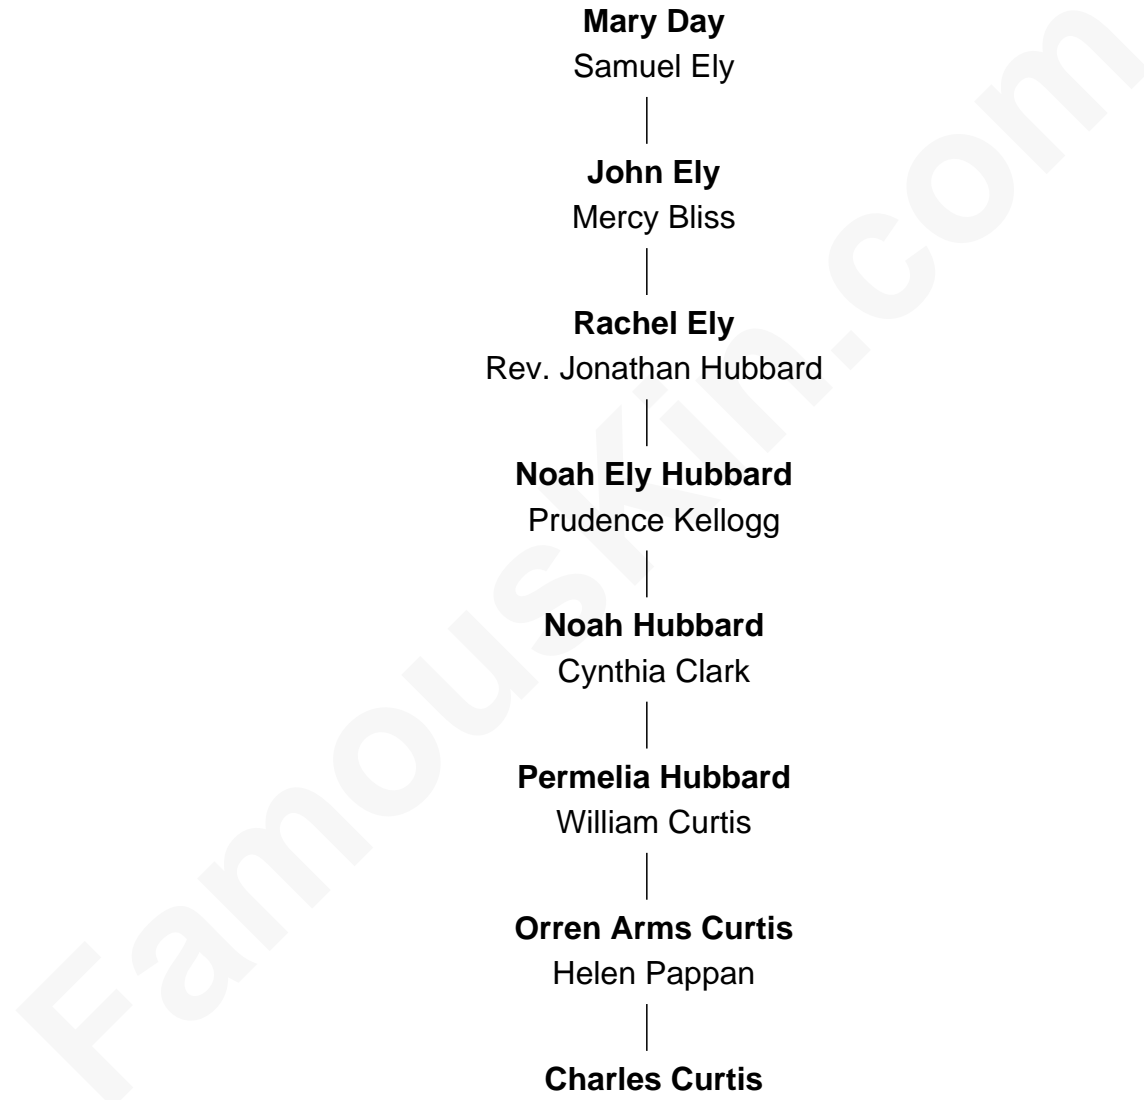 Mary Day
Samuel Ely
John Ely
Mercy Bliss
Rachel Ely
Rev. Jonathan Hubbard
Noah Ely Hubbard
Prudence Kellogg
Noah Hubbard
Cynthia Clark
Permelia Hubbard
William Curtis
Orren Arms Curtis
Helen Pappan
Charles Curtis
FamousKin.com